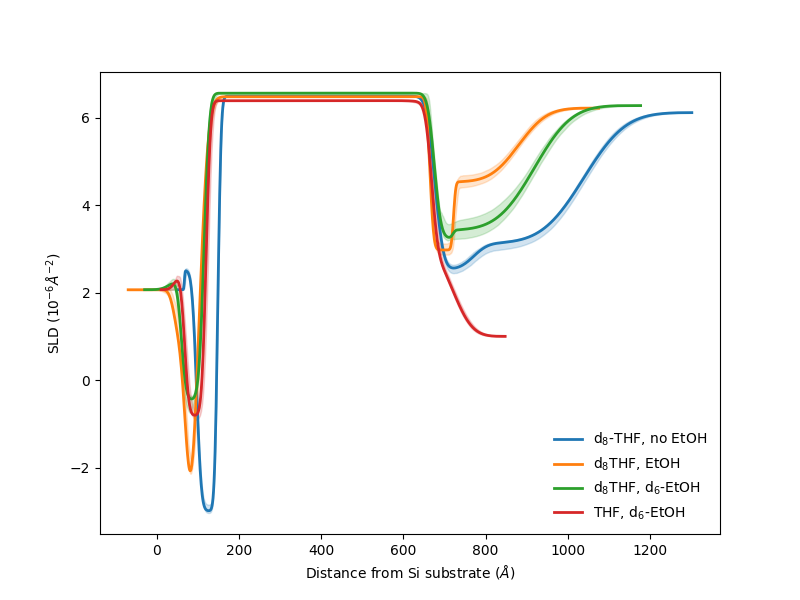 6
4
2
0
−2
SLD (10⁻⁶Å⁻²)
0 200 400 600 800 1000 1200
Distance from Si substrate (Å)
d₈-THF, no EtOH
d₈THF, EtOH
d₈THF, d₆-EtOH
THF, d₆-EtOH